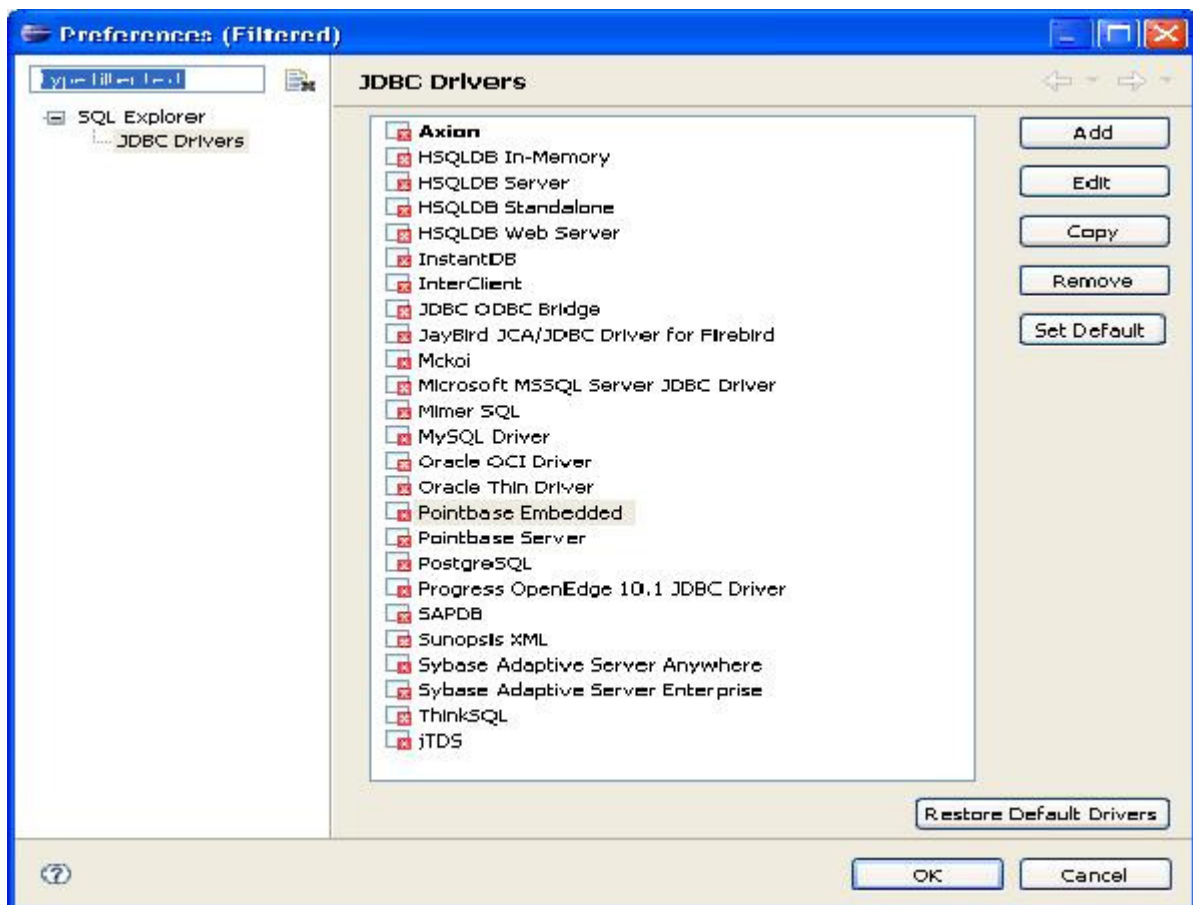 Preferences (Filtered)
type filter text
SQL Explorer
JDBC Drivers
JDBC Drivers
Axion
HSQLDB In-Memory
HSQLDB Server
HSQLDB Standalone
HSQLDB Web Server
InstantDB
InterClient
JDBC ODBC Bridge
JayBird JCA/JDBC Driver for Firebird
Mckoi
Microsoft MSSQL Server JDBC Driver
Mimer SQL
MySQL Driver
Oracle OCI Driver
Oracle Thin Driver
Pointbase Embedded
Pointbase Server
PostgreSQL
Progress OpenEdge 10.1 JDBC Driver
SAPDB
Sunopsis XML
Sybase Adaptive Server Anywhere
Sybase Adaptive Server Enterprise
ThinkSQL
jTDS
Add
Edit
Copy
Remove
Set Default
Restore Default Drivers
OK
Cancel